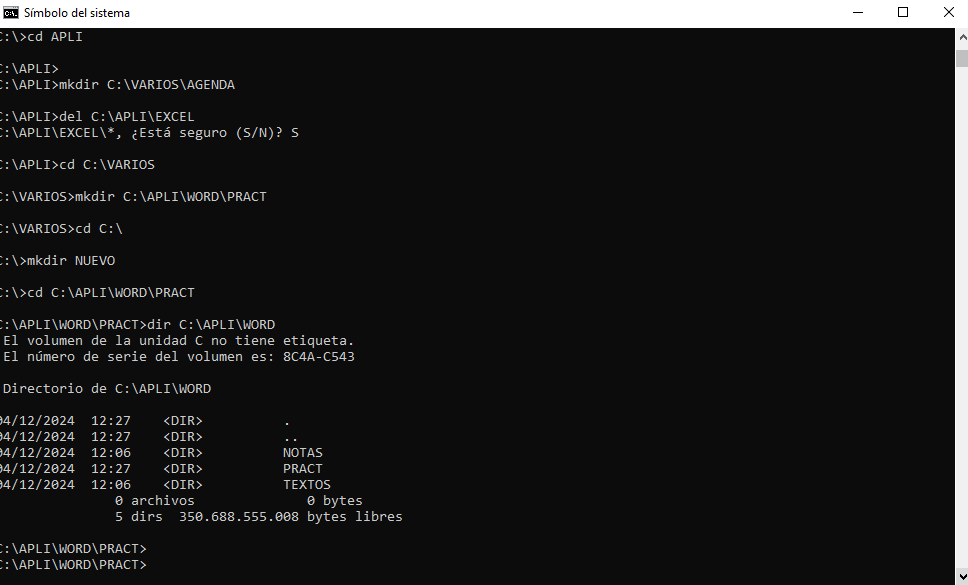 Símbolo del sistema
C:\>cd APLI
C:\APLI>
C:\APLI>mkdir C:\VARIOS\AGENDA
C:\APLI>del C:\APLI\EXCEL
C:\APLI\EXCEL\*, ¿Está seguro (S/N)? S
C:\APLI>cd C:\VARIOS
C:\VARIOS>mkdir C:\APLI\WORD\PRACT
C:\VARIOS>cd C:\
C:\>mkdir NUEVO
C:\>cd C:\APLI\WORD\PRACT
C:\APLI\WORD\PRACT>dir C:\APLI\WORD
El volumen de la unidad C no tiene etiqueta.
El número de serie del volumen es: 8C4A-C543
Directorio de C:\APLI\WORD
04/12/2024  12:27    <DIR>          .
04/12/2024  12:27    <DIR>          ..
04/12/2024  12:06    <DIR>          NOTAS
04/12/2024  12:27    <DIR>          PRACT
04/12/2024  12:06    <DIR>          TEXTOS
0 archivos              0 bytes
5 dirs  350.688.555.008 bytes libres
C:\APLI\WORD\PRACT>
C:\APLI\WORD\PRACT>